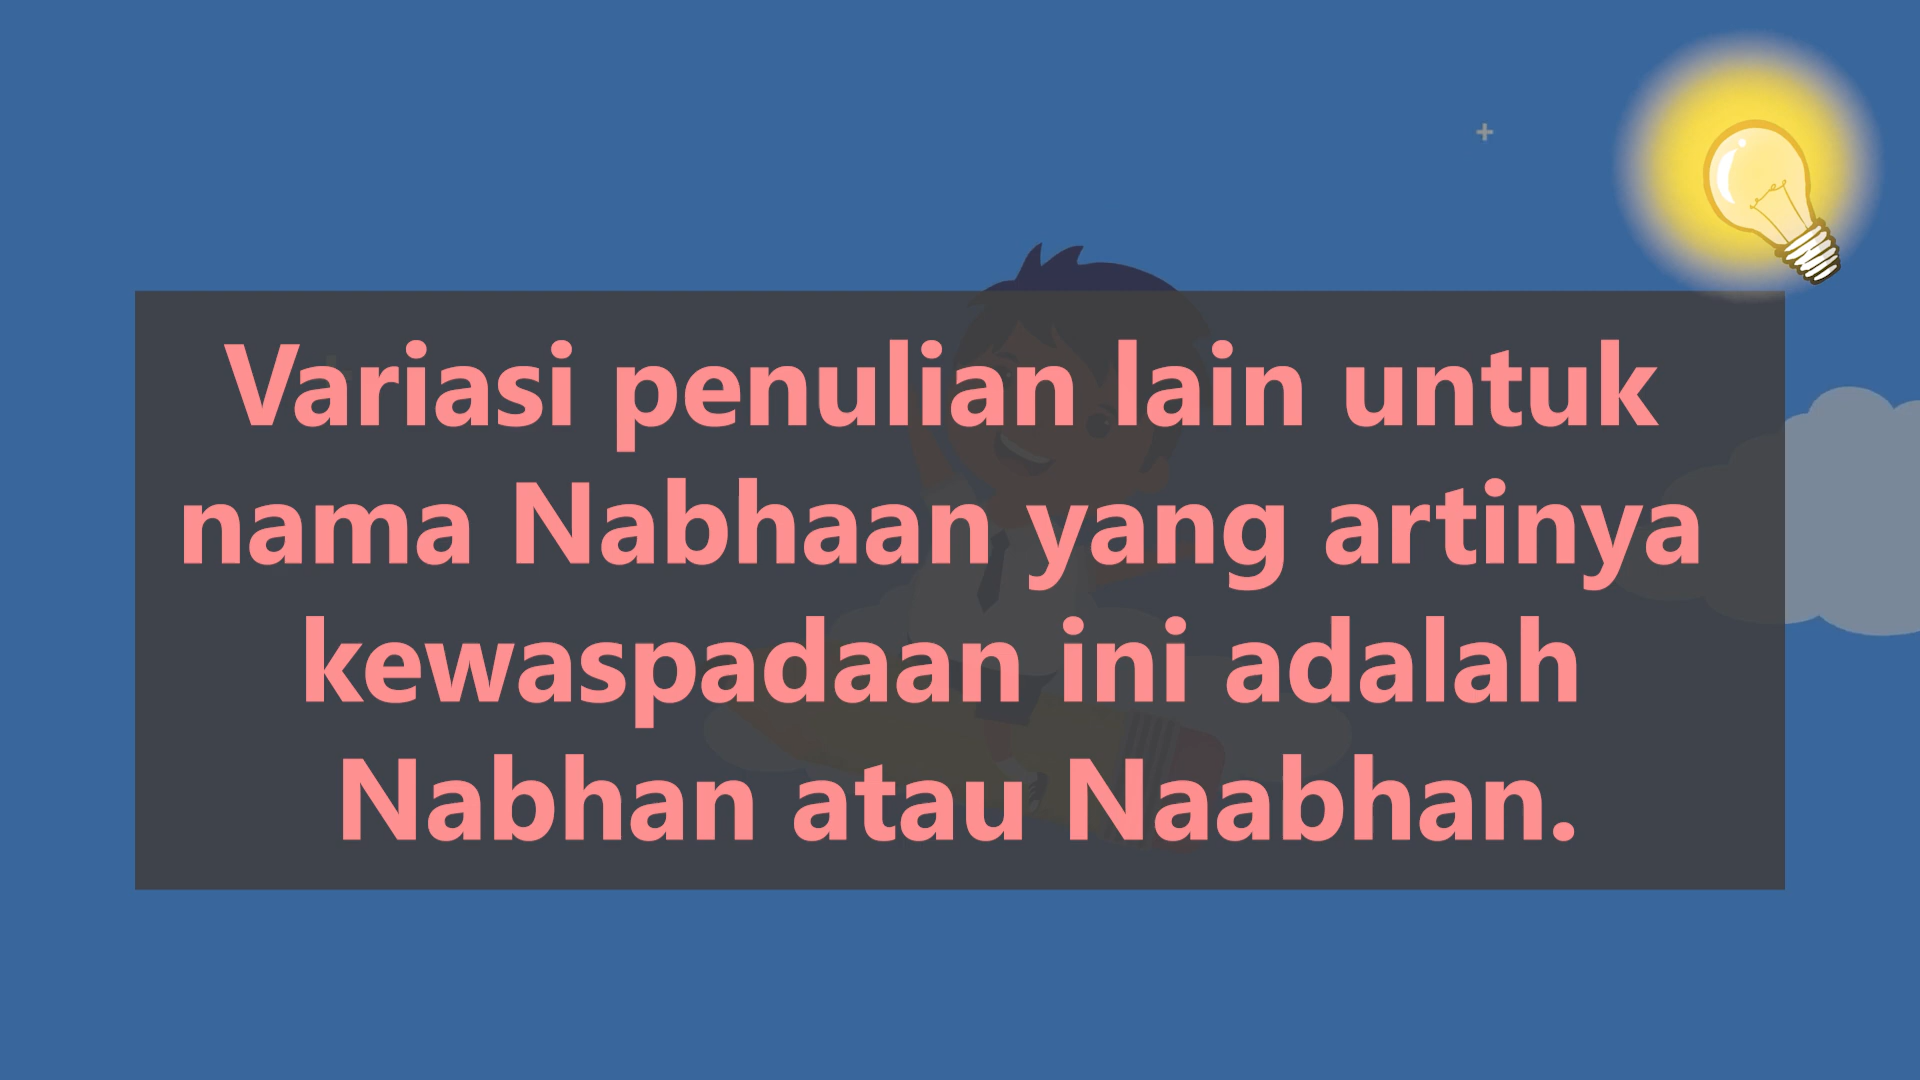 Variasi penulian lain untuk
nama Nabhaan yang artinya
kewaspadaan ini adalah
Nabhan atau Naabhan.